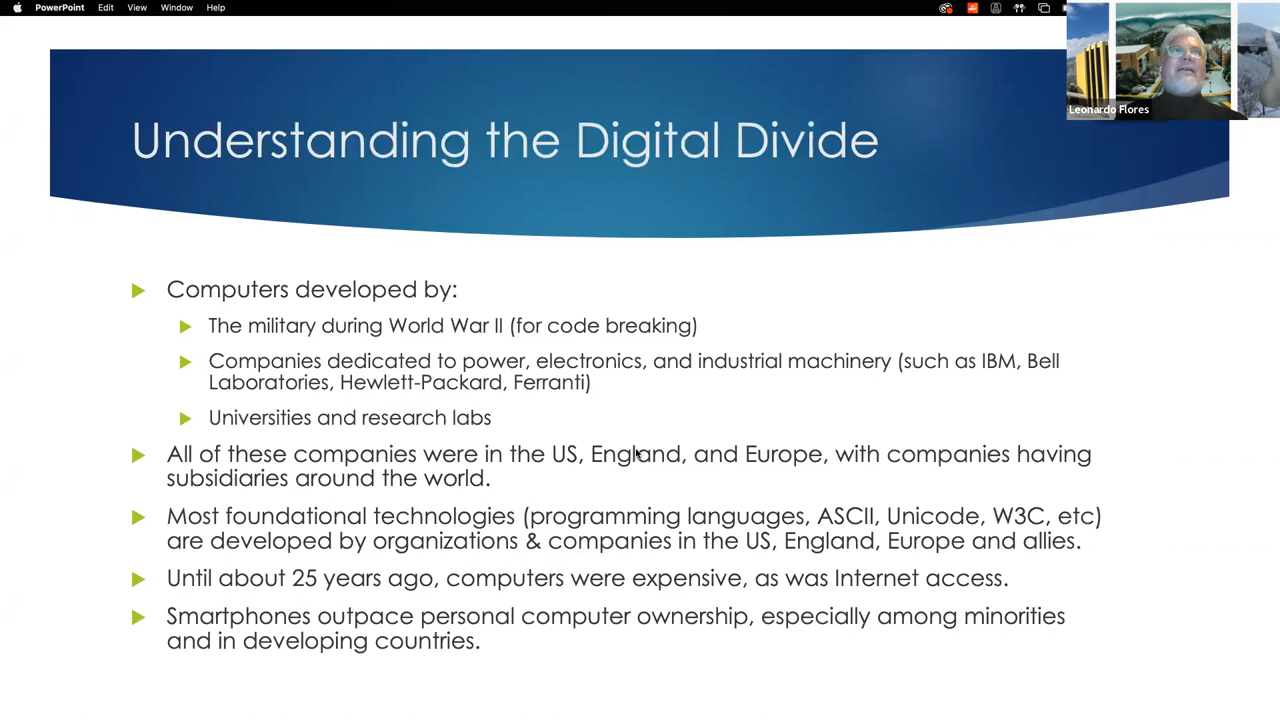 PowerPoint Edit View Window Help
Leonardo Flores
Understanding the Digital Divide
Computers developed by:
The military during World War II (for code breaking)
Companies dedicated to power, electronics, and industrial machinery (such as IBM, Bell
Laboratories, Hewlett-Packard, Ferranti)
Universities and research labs
All of these companies were in the US, England, and Europe, with companies having
subsidiaries around the world.
Most foundational technologies (programming languages, ASCII, Unicode, W3C, etc)
are developed by organizations & companies in the US, England, Europe and allies.
Until about 25 years ago, computers were expensive, as was Internet access.
Smartphones outpace personal computer ownership, especially among minorities
and in developing countries.